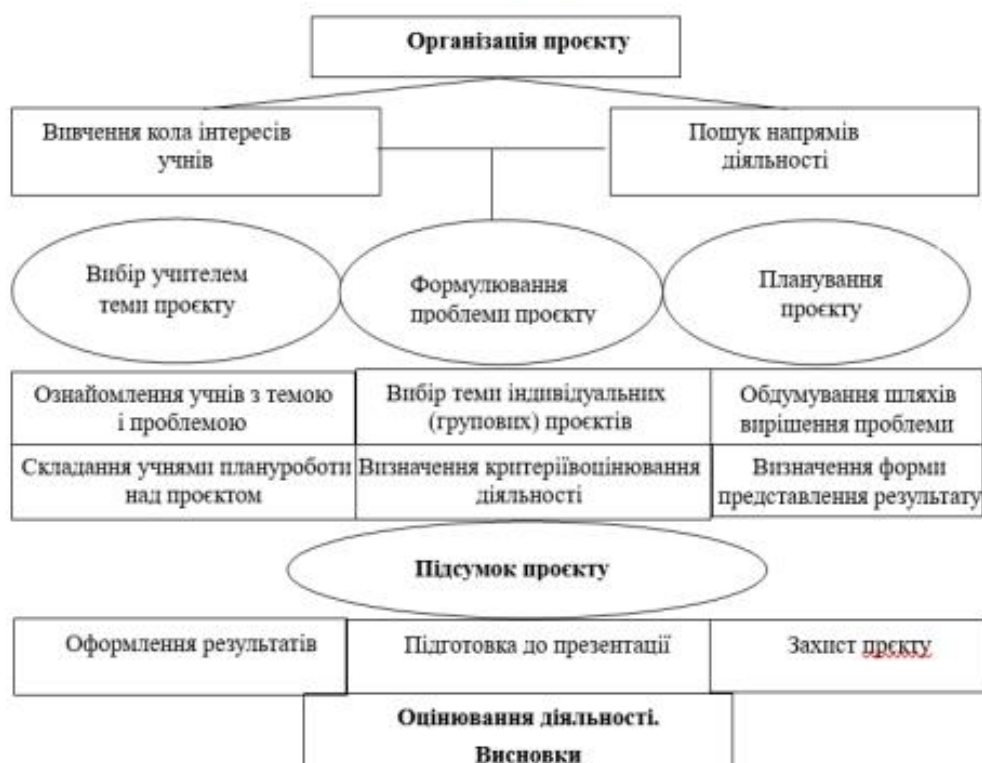 Організація проєкту
Вивчення кола інтересів
учнів
Пошук напрямів
діяльності
Вибір учителем
теми проєкту
Формулювання
проблеми проєкту
Планування
проєкту
Ознайомлення учнів з темою
і проблемою
Вибір теми індивідуальних
(групових) проєктів
Обдумування шляхів
вирішення проблеми
Складання учнями плануроботи
над проєктом
Визначення критеріївоцінювання
діяльності
Визначення форми
представлення результату
Підсумок проєкту
Оформлення результатів
Підготовка до презентації
Захист прєкту
Оцінювання діяльності.
Висновки